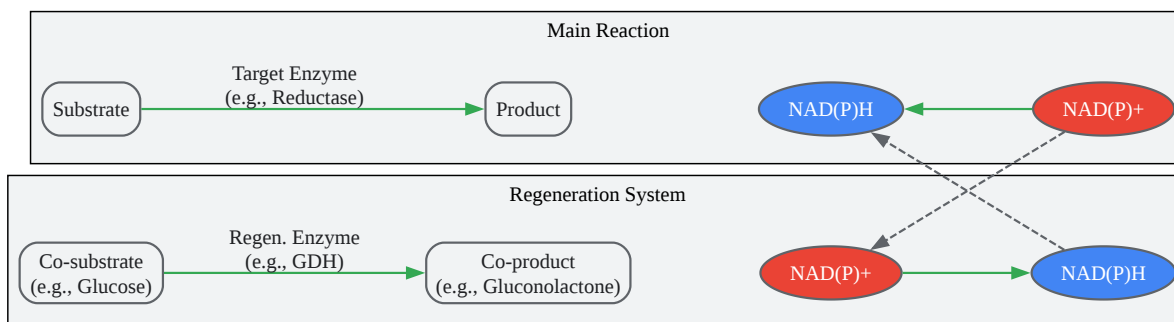 Main Reaction
Target Enzyme
(e.g., Reductase)
Substrate
Product
NAD(P)H
NAD(P)+
Regeneration System
Regen. Enzyme
(e.g., GDH)
Co-substrate
(e.g., Glucose)
Co-product
(e.g., Gluconolactone)
NAD(P)+
NAD(P)H